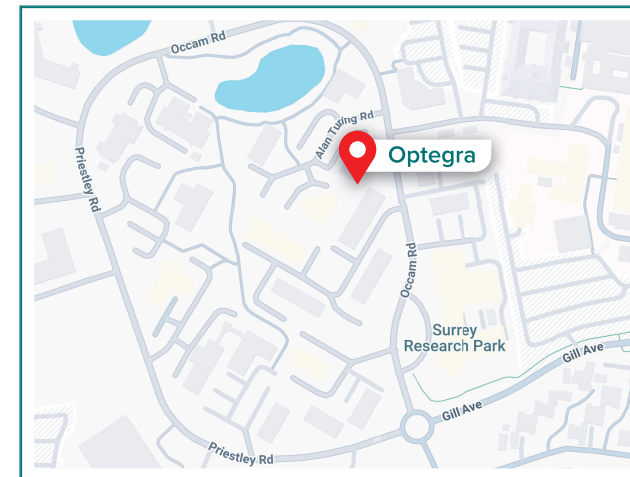 Occam Rd
Alan Turing Rd
Optegra
Priestley Rd
Occam Rd
Surrey
Research Park
Gill Ave
Gill Ave
Priestley Rd